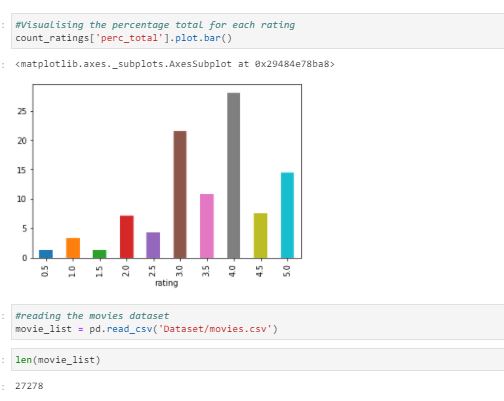 #Visualising the percentage total for each rating
count_ratings['perc_total'].plot.bar()
<matplotlib.axes._subplots.AxesSubplot at 0x29484e78ba8>
25
20
15
10
5
0
0.5 1.0 1.5 2.0 2.5 3.0 3.5 4.0 4.5 5.0
rating
#reading the movies dataset
movie_list = pd.read_csv('Dataset/movies.csv')
len(movie_list)
27278